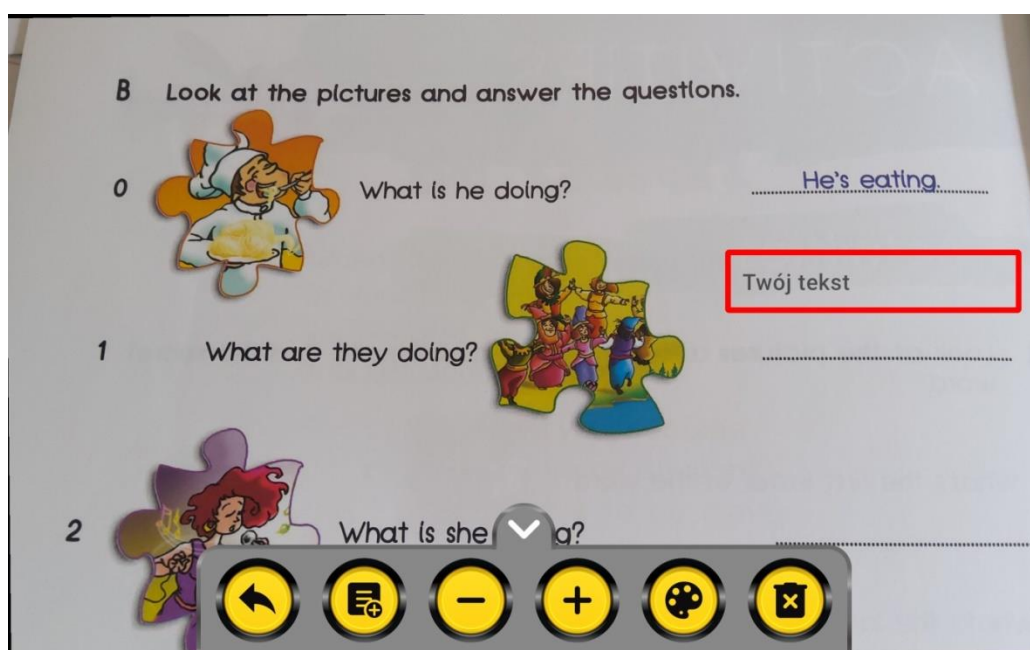 B Look at the pictures and answer the questions.
0 What is he doing? He's eating.
Twój tekst
1 What are they doing?
2 What is she g?